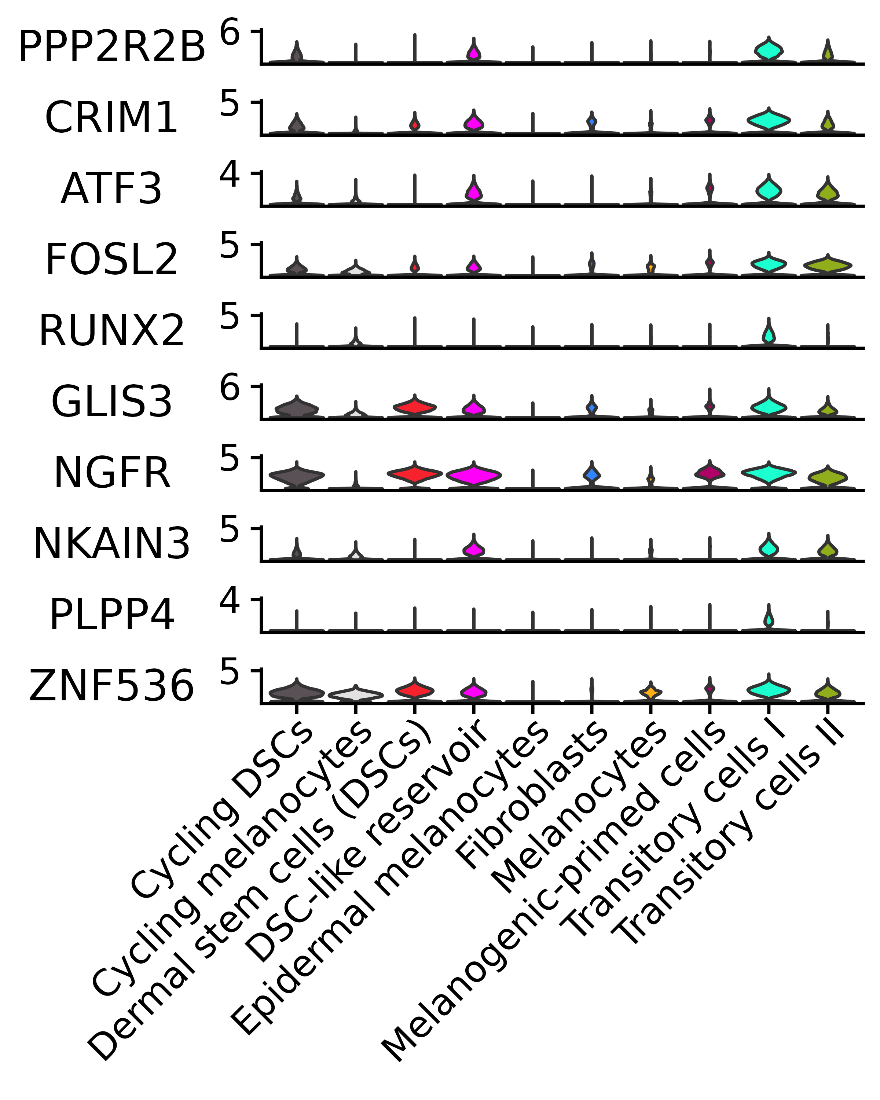 PPP2R2B 6
CRIM1 5
ATF3 4
FOSL2 5
RUNX2 5
GLIS3 6
NGFR 5
NKAIN3 5
PLPP4 4
ZNF536 5
Cycling DSCs
Cycling melanocytes
Dermal stem cells (DSCs)
DSC-like reservoir
Epidermal melanocytes
Fibroblasts
Melanocytes
Melanogenic-primed cells
Transitory cells I
Transitory cells II